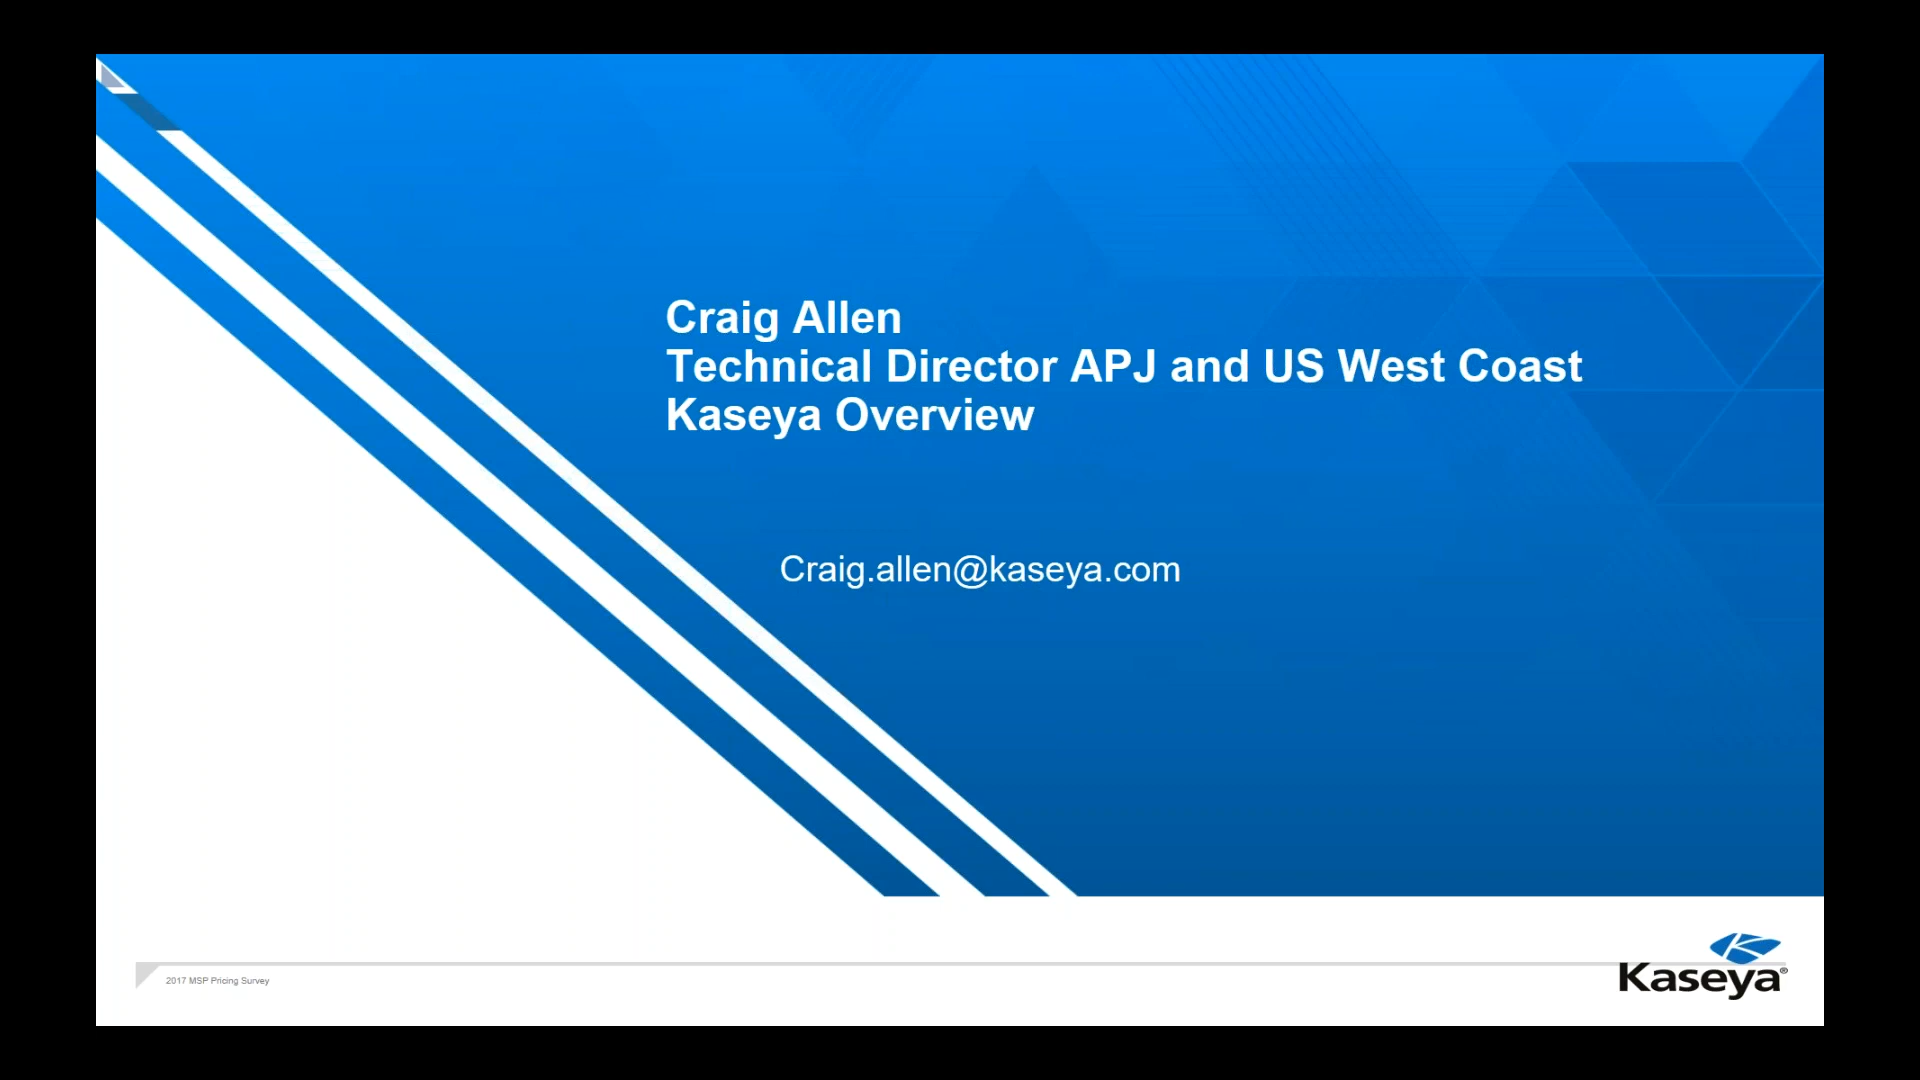 Craig Allen
Technical Director APJ and US West Coast
Kaseya Overview
Craig.allen@kaseya.com
2017 MSP Pricing Survey
Kaseya®